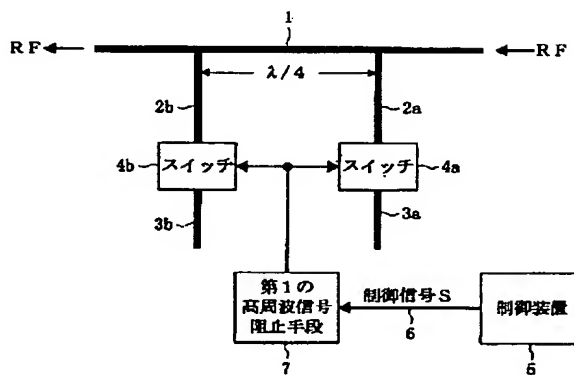 1
RF
RF
λ/4
2b
2a
4b
スイッチ
スイッチ
4a
3b
3a
第1の
高周波信号
阻止手段
制御信号S
制御装置
6
7
5